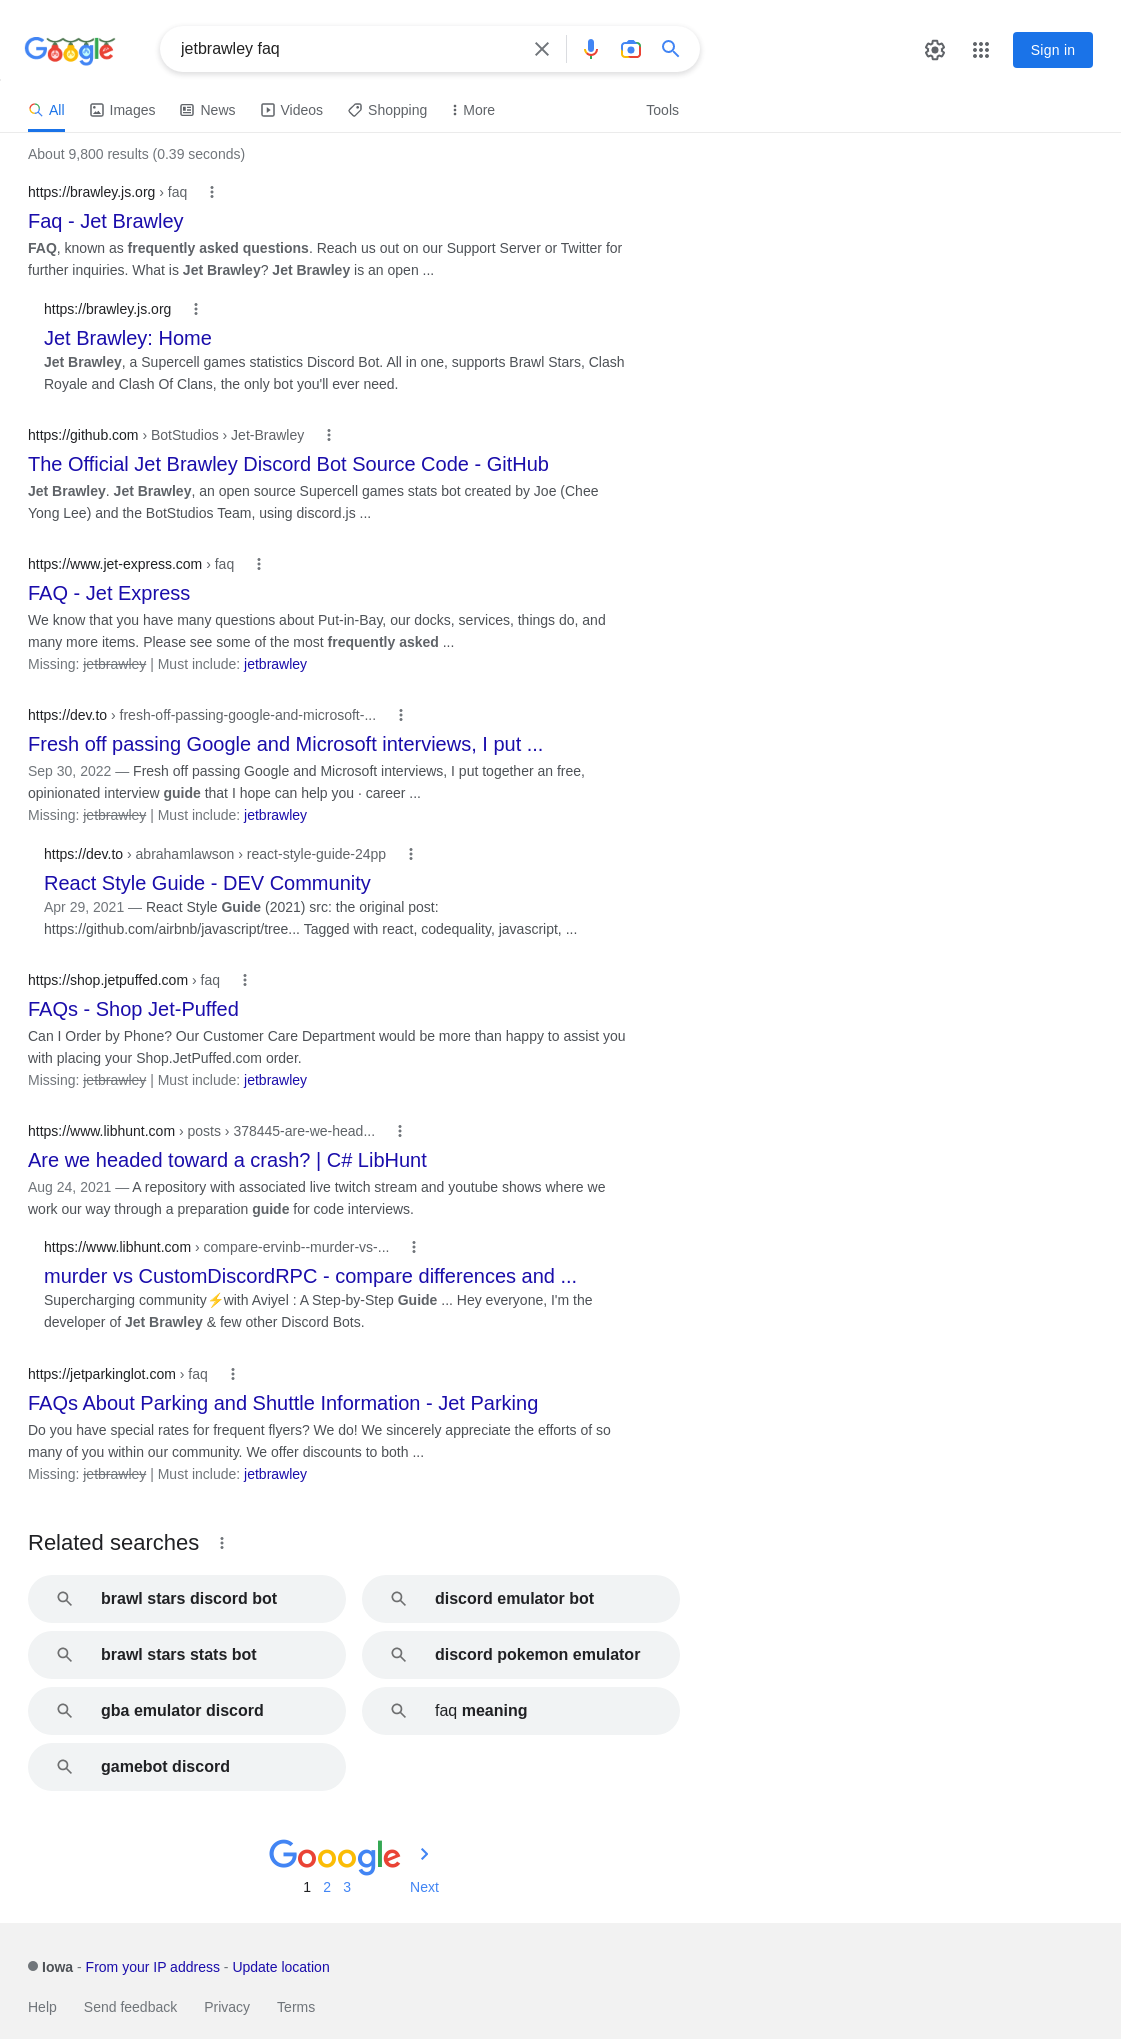 Google
jetbrawley faq
Sign in
All Images News Videos Shopping More Tools
About 9,800 results (0.39 seconds)
https://brawley.js.org › faq
Faq - Jet Brawley
FAQ, known as frequently asked questions. Reach us out on our Support Server or Twitter for
further inquiries. What is Jet Brawley? Jet Brawley is an open ...
https://brawley.js.org
Jet Brawley: Home
Jet Brawley, a Supercell games statistics Discord Bot. All in one, supports Brawl Stars, Clash
Royale and Clash Of Clans, the only bot you'll ever need.
https://github.com › BotStudios › Jet-Brawley
The Official Jet Brawley Discord Bot Source Code - GitHub
Jet Brawley. Jet Brawley, an open source Supercell games stats bot created by Joe (Chee
Yong Lee) and the BotStudios Team, using discord.js ...
https://www.jet-express.com › faq
FAQ - Jet Express
We know that you have many questions about Put-in-Bay, our docks, services, things do, and
many more items. Please see some of the most frequently asked ...
Missing: jetbrawley | Must include: jetbrawley
https://dev.to › fresh-off-passing-google-and-microsoft-...
Fresh off passing Google and Microsoft interviews, I put ...
Sep 30, 2022 — Fresh off passing Google and Microsoft interviews, I put together an free,
opinionated interview guide that I hope can help you · career ...
Missing: jetbrawley | Must include: jetbrawley
https://dev.to › abrahamlawson › react-style-guide-24pp
React Style Guide - DEV Community
Apr 29, 2021 — React Style Guide (2021) src: the original post:
https://github.com/airbnb/javascript/tree... Tagged with react, codequality, javascript, ...
https://shop.jetpuffed.com › faq
FAQs - Shop Jet-Puffed
Can I Order by Phone? Our Customer Care Department would be more than happy to assist you
with placing your Shop.JetPuffed.com order.
Missing: jetbrawley | Must include: jetbrawley
https://www.libhunt.com › posts › 378445-are-we-head...
Are we headed toward a crash? | C# LibHunt
Aug 24, 2021 — A repository with associated live twitch stream and youtube shows where we
work our way through a preparation guide for code interviews.
https://www.libhunt.com › compare-ervinb--murder-vs-...
murder vs CustomDiscordRPC - compare differences and ...
Supercharging community⚡with Aviyel : A Step-by-Step Guide ... Hey everyone, I'm the
developer of Jet Brawley & few other Discord Bots.
https://jetparkinglot.com › faq
FAQs About Parking and Shuttle Information - Jet Parking
Do you have special rates for frequent flyers? We do! We sincerely appreciate the efforts of so
many of you within our community. We offer discounts to both ...
Missing: jetbrawley | Must include: jetbrawley
Related searches
brawl stars discord bot discord emulator bot
brawl stars stats bot discord pokemon emulator
gba emulator discord faq meaning
gamebot discord
Gooogle
1 2 3 Next
Iowa - From your IP address - Update location
Help Send feedback Privacy Terms